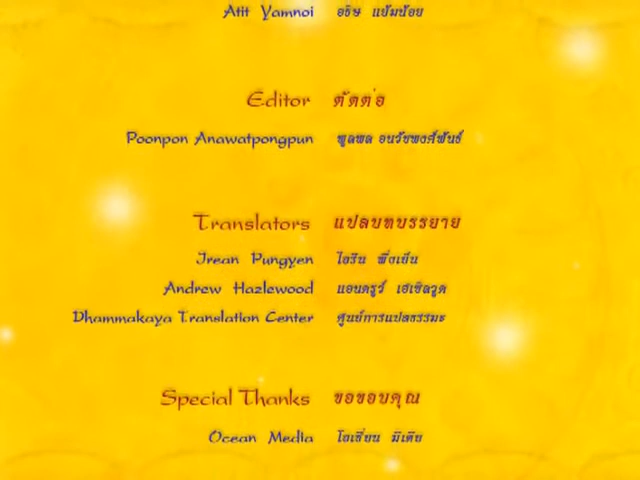 Atit Yamnoi อธิษ แย้มน้อย
Editor ตัดต่อ
Poonpon Anawatpongpun พูลพล อนวัชพงศ์พันธ์
Translators แปลบทบรรยาย
Irean Pungyen ไอรีน พึ่งเย็น
Andrew Hazlewood แอนดรูว์ เฮเซิลวูด
Dhammakaya Translation Center ศูนย์การแปลธรรมะ
Special Thanks ขอขอบคุณ
Ocean Media โอเชี่ยน มีเดีย